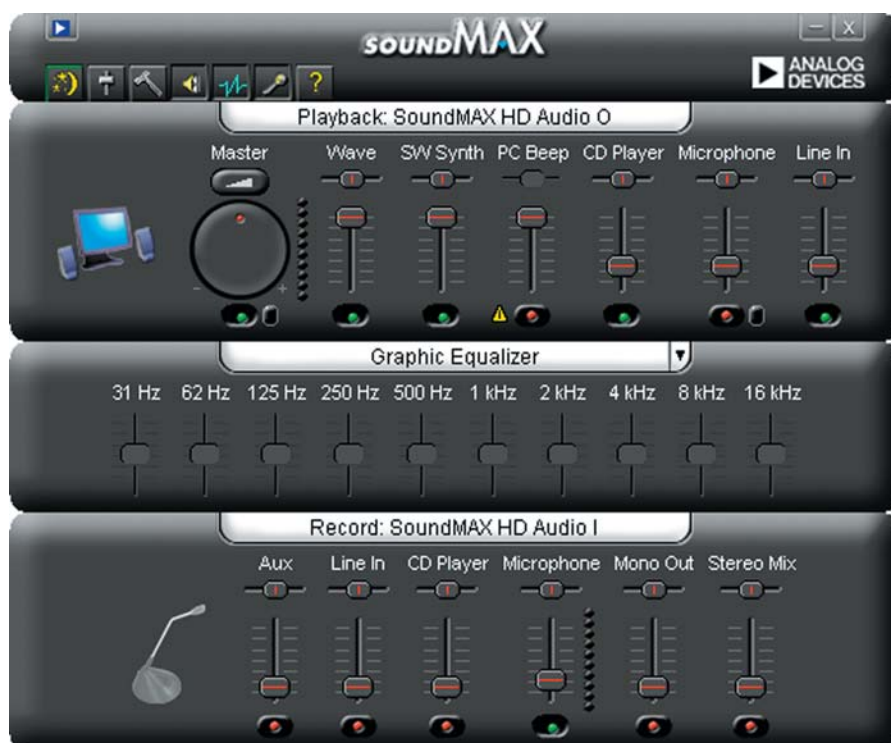 SOUNDMAX
ANALOG
DEVICES
Playback: SoundMAX HD Audio O
Master Wave SW Synth PC Beep CD Player Microphone Line In
- +
Graphic Equalizer
31 Hz 62 Hz 125 Hz 250 Hz 500 Hz 1 kHz 2 kHz 4 kHz 8 kHz 16 kHz
Record: SoundMAX HD Audio I
Aux Line In CD Player Microphone Mono Out Stereo Mix